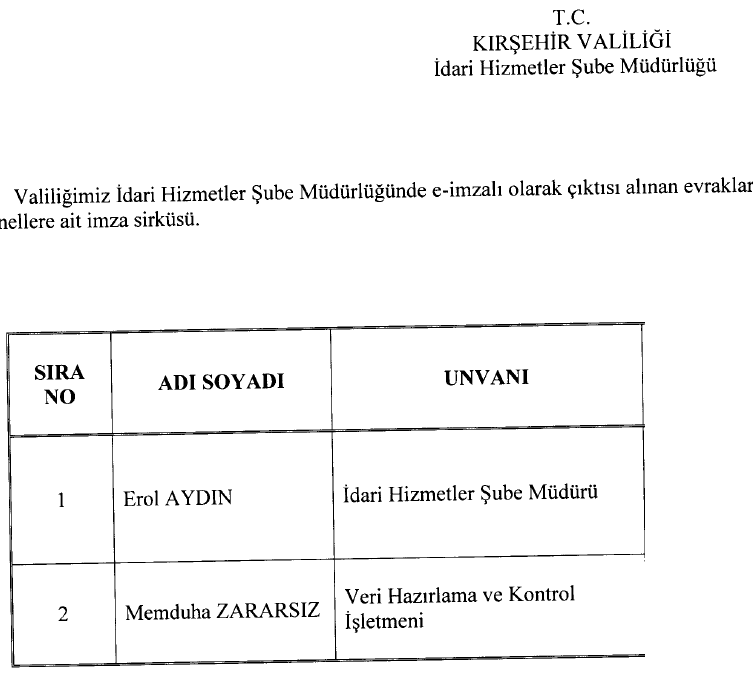 T.C.
KIRŞEHİR VALİLİĞİ
İdari Hizmetler Şube Müdürlüğü
Valiliğimiz İdari Hizmetler Şube Müdürlüğünde e-imzalı olarak çıktısı alınan evraklar
nellere ait imza sirküsü.
SIRA
NO
ADI SOYADI
UNVANI
1
Erol AYDIN
İdari Hizmetler Şube Müdürü
2
Memduha ZARARSIZ
Veri Hazırlama ve Kontrol
İşletmeni